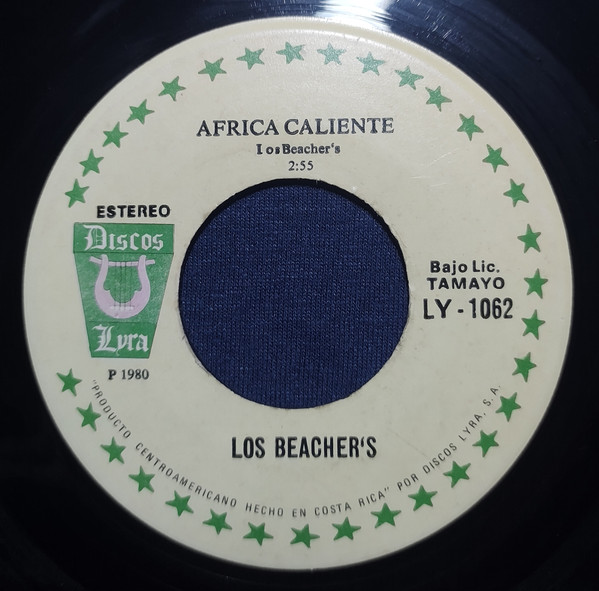 AFRICA CALIENTE
Los Beacher's
2:55
ESTEREO
Discos
Lyra
P 1980
Bajo Lic.
TAMAYO
LY - 1062
LOS BEACHER'S
"PRODUCTO CENTROAMERICANO HECHO EN COSTA RICA" POR DISCOS LYRA, S.A.